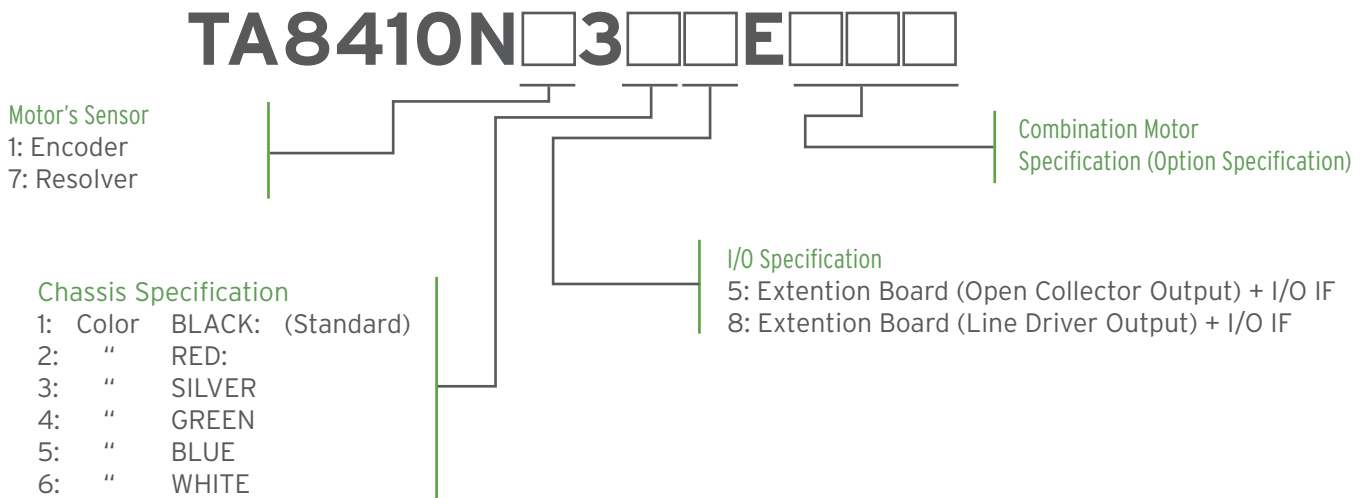 TA8410N□3□□E□□□
Motor's Sensor
1: Encoder
7: Resolver
Combination Motor
Specification (Option Specification)
I/O Specification
5: Extention Board (Open Collector Output) + I/O IF
8: Extention Board (Line Driver Output) + I/O IF
Chassis Specification
1: Color BLACK: (Standard)
2: “ RED:
3: “ SILVER
4: “ GREEN
5: “ BLUE
6: “ WHITE